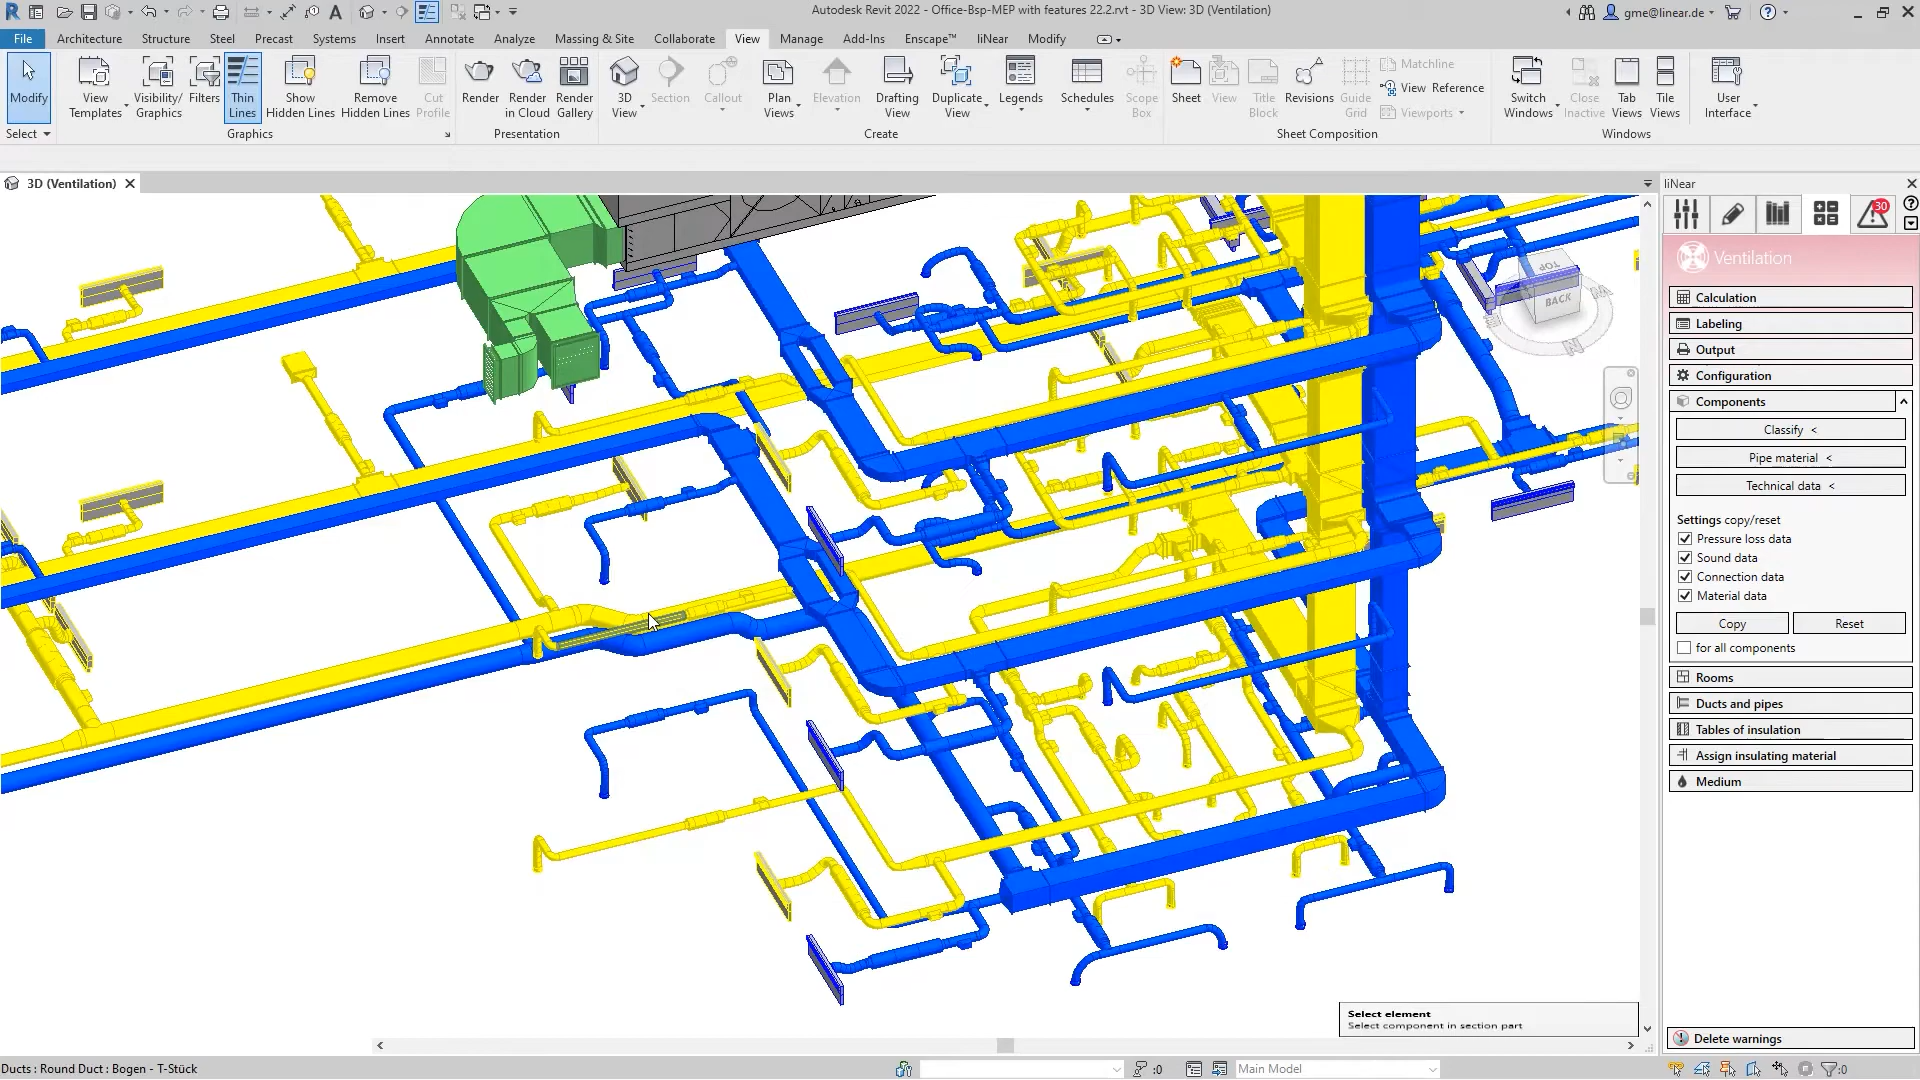 Autodesk Revit 2022 - Office-Bsp-MEP with features 22.2.rvt - 3D View: 3D (Ventilation)
gme@linear.de
File Architecture Structure Steel Precast Systems Insert Annotate Analyze Massing & Site Collaborate View Manage Add-Ins Enscape™ liNear Modify
Modify
View Templates
Visibility/ Graphics
Filters
Thin Lines
Show Hidden Lines
Remove Hidden Lines
Cut Profile
Render
Render in Cloud
Render Gallery
3D View
Section
Callout
Plan Views
Elevation
Drafting View
Duplicate View
Legends
Schedules
Scope Box
Sheet
View
Title Block
Revisions
Guide Grid
Matchline
View Reference
Viewports
Switch Windows
Close Inactive
Tab Views
Tile Views
User Interface
Select
Graphics
Presentation
Create
Sheet Composition
Windows
3D (Ventilation)
TOP
BACK
N
liNear
30
Ventilation
Calculation
Labeling
Output
Configuration
Components
Classify <
Pipe material <
Technical data <
Settings copy/reset
Pressure loss data
Sound data
Connection data
Material data
Copy
Reset
for all components
Rooms
Ducts and pipes
Tables of insulation
Assign insulating material
Medium
Select element
Select component in section part
Delete warnings
Ducts : Round Duct : Bogen - T-Stück
:0
Main Model
:0